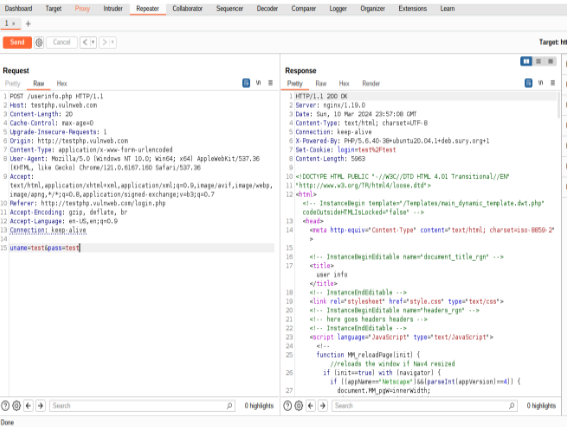 Dashboard Target Proxy Intruder Repeater Collaborator Sequencer Decoder Comparer Logger Organizer Extensions Learn
1 × +
Send Cancel < >
Target: htt
Request
Pretty Raw Hex
1 POST /userinfo.php HTTP/1.1
2 Host: testphp.vulnweb.com
3 Content-Length: 20
4 Cache-Control: max-age=0
5 Upgrade-Insecure-Requests: 1
6 Origin: http://testphp.vulnweb.com
7 Content-Type: application/x-www-form-urlencoded
8 User-Agent: Mozilla/5.0 (Windows NT 10.0; Win64; x64) AppleWebKit/537.36
(KHTML, like Gecko) Chrome/121.0.6167.160 Safari/537.36
9 Accept:
text/html,application/xhtml+xml,application/xml;q=0.9,image/avif,image/webp,
image/apng,*/*;q=0.8,application/signed-exchange;v=b3;q=0.7
10 Referer: http://testphp.vulnweb.com/login.php
11 Accept-Encoding: gzip, deflate, br
12 Accept-Language: en-US,en;q=0.9
13 Connection: keep-alive
14
15 uname=test&pass=test
Search 0 highlights
Response
Pretty Raw Hex Render
1 HTTP/1.1 200 OK
2 Server: nginx/1.19.0
3 Date: Sun, 10 Mar 2024 23:57:08 GMT
4 Content-Type: text/html; charset=UTF-8
5 Connection: keep-alive
6 X-Powered-By: PHP/5.6.40-38+ubuntu20.04.1+deb.sury.org+1
7 Set-Cookie: login=test%2Ftest
8 Content-Length: 5963
9
10 <!DOCTYPE HTML PUBLIC "-//W3C//DTD HTML 4.01 Transitional//EN"
11 "http://www.w3.org/TR/html4/loose.dtd">
12 <html>
<!-- InstanceBegin template="/Templates/main_dynamic_template.dwt.php"
codeOutsideHTMLIsLocked="false" -->
13 <head>
14 <meta http-equiv="Content-Type" content="text/html; charset=iso-8859-2"
>
15
16 <!-- InstanceBeginEditable name="document_title_rgn" -->
17 <title>
user info
</title>
18 <!-- InstanceEndEditable -->
19 <link rel="stylesheet" href="style.css" type="text/css">
20 <!-- InstanceBeginEditable name="headers_rgn" -->
21 <!-- here goes headers headers -->
22 <!-- InstanceEndEditable -->
23 <script language="JavaScript" type="text/JavaScript">
24 <!--
25 function MM_reloadPage(init) {
//reloads the window if Nav4 resized
26 if (init==true) with (navigator) {
if ((appName=="Netscape")&&(parseInt(appVersion)==4)) {
27 document.MM_pgW=innerWidth;
Search 0 highlights
Done